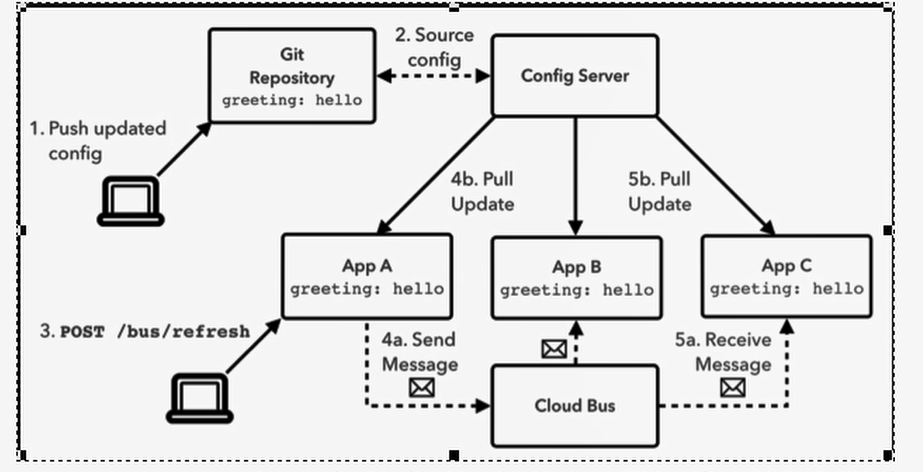 2. Source
config
Git
Repository
greeting: hello
Config Server
1. Push updated
config
4b. Pull
Update
5b. Pull
Update
App A
greeting: hello
App B
greeting: hello
App C
greeting: hello
3. POST /bus/refresh
4a. Send
Message
5a. Receive
Message
Cloud Bus